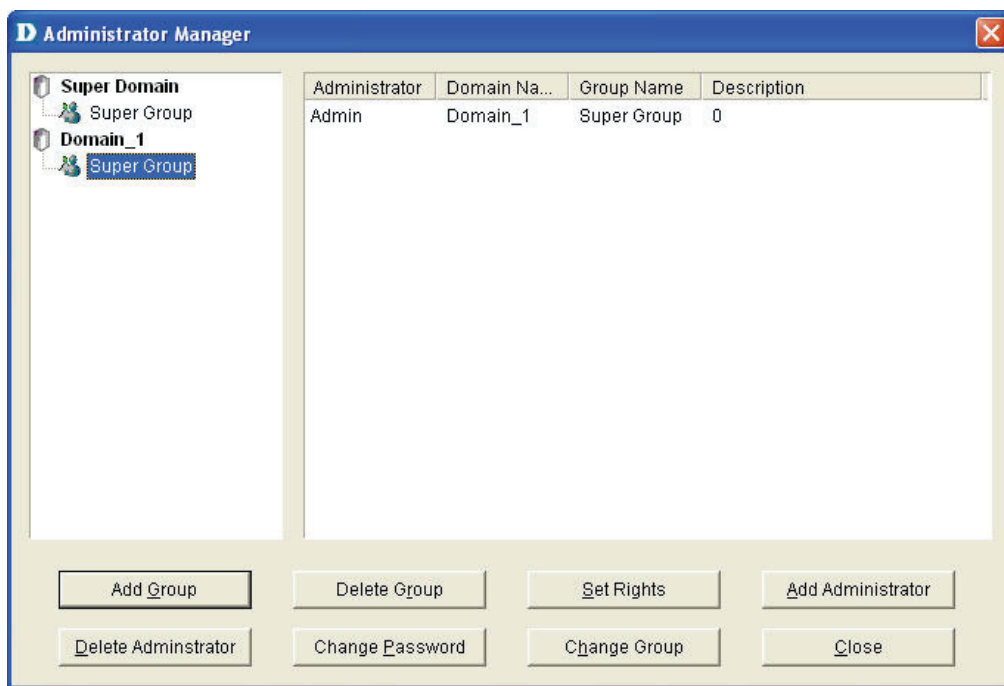 D Administrator Manager
Super Domain
Super Group
Domain_1
Super Group
Administrator Domain Na... Group Name Description
Admin Domain_1 Super Group 0
Add Group Delete Group Set Rights Add Administrator
Delete Adminstrator Change Password Change Group Close